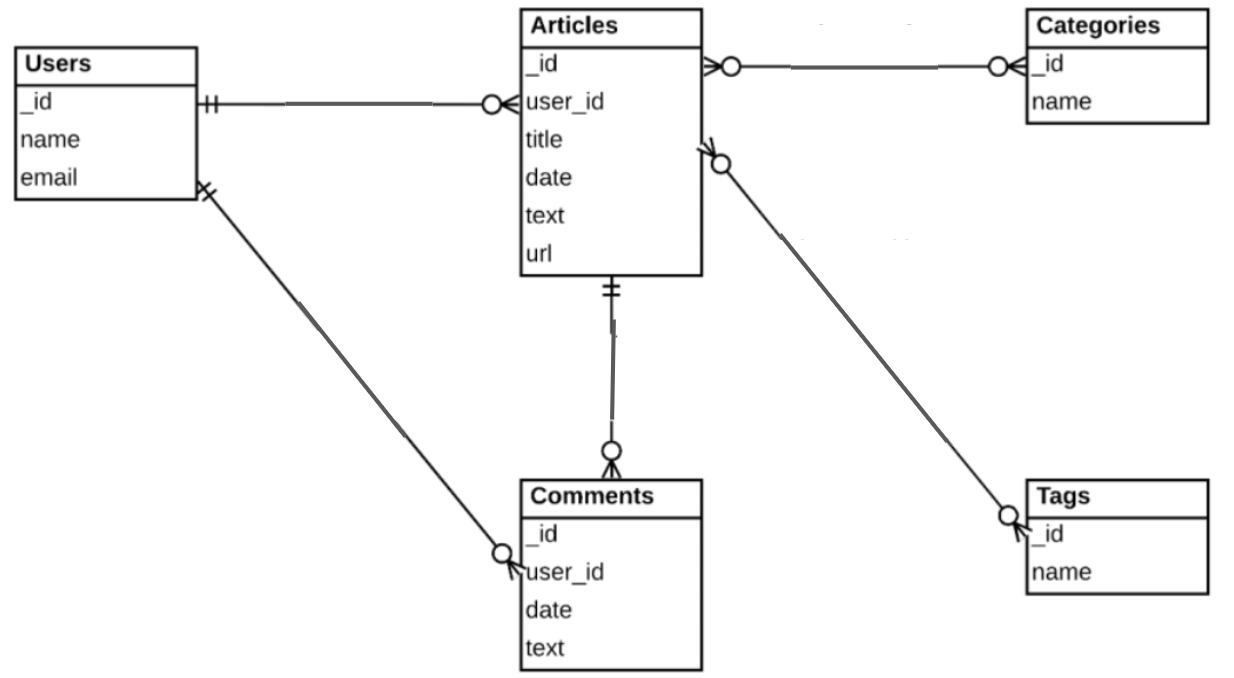 Users
_id
name
email
Articles
_id
user_id
title
date
text
url
Categories
_id
name
Comments
_id
user_id
date
text
Tags
_id
name